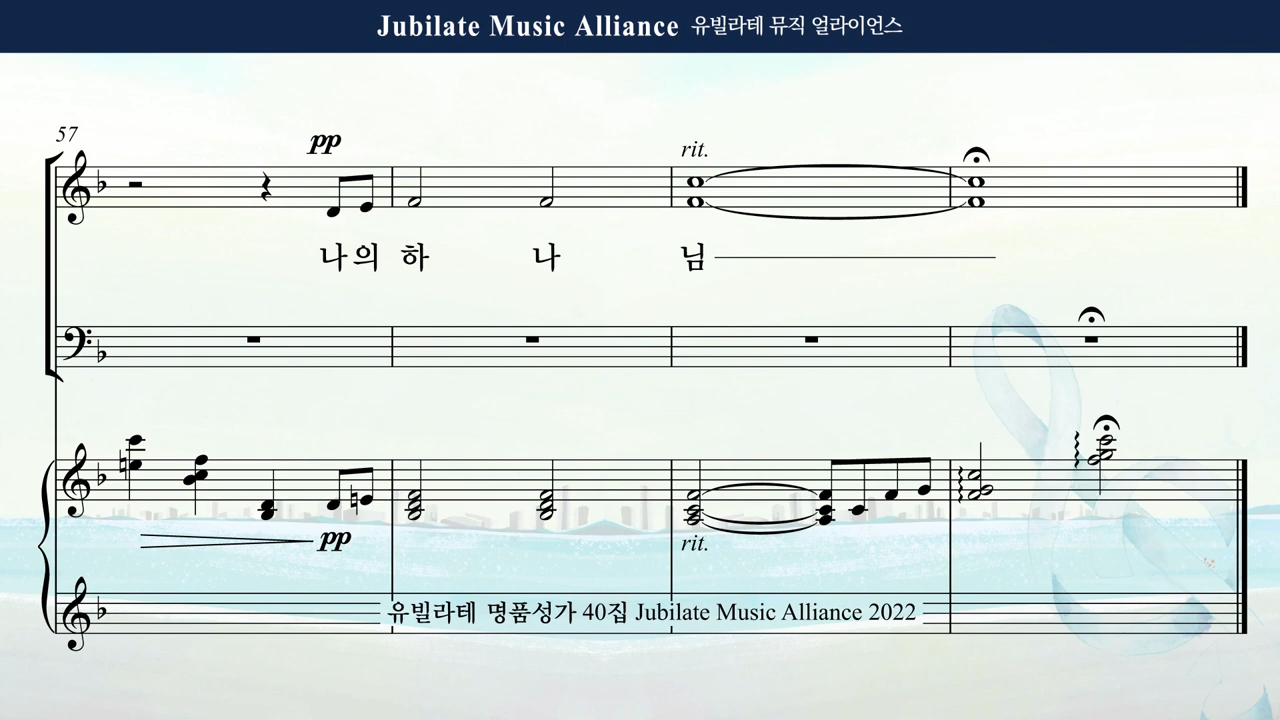 Jubilate Music Alliance 유빌라테 뮤직 얼라이언스
57
pp
rit.
나의 하 나 님
pp
rit.
유빌라테 명품성가 40집 Jubilate Music Alliance 2022